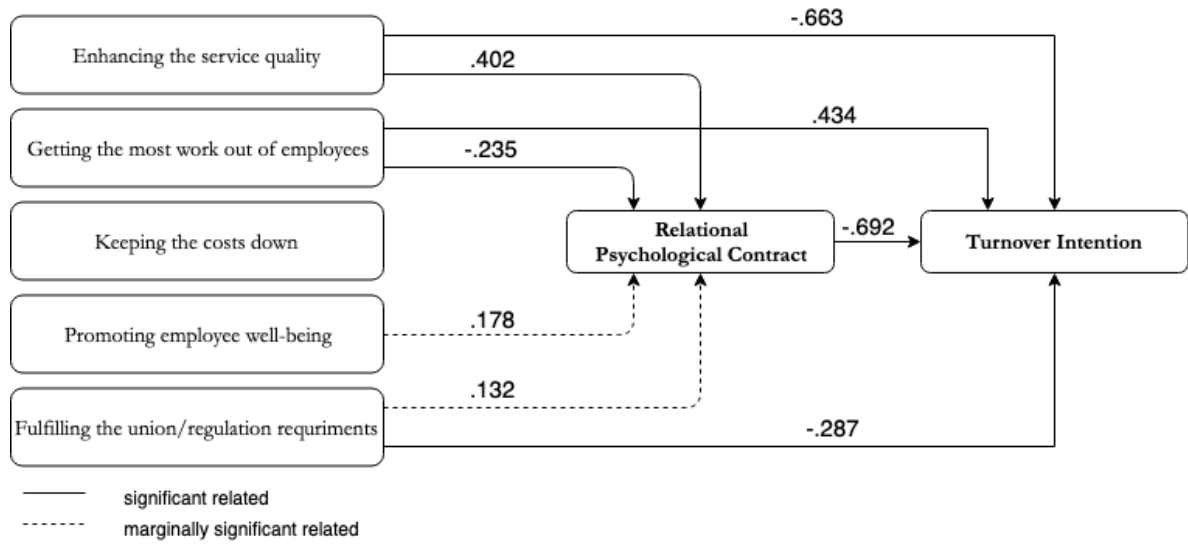 -.663
Enhancing the service quality
.402
.434
Getting the most work out of employees
-.235
Keeping the costs down
Relational
Psychological Contract
-.692
Turnover Intention
Promoting employee well-being
.178
.132
Fulfilling the union/regulation requriments
-.287
significant related
marginally significant related